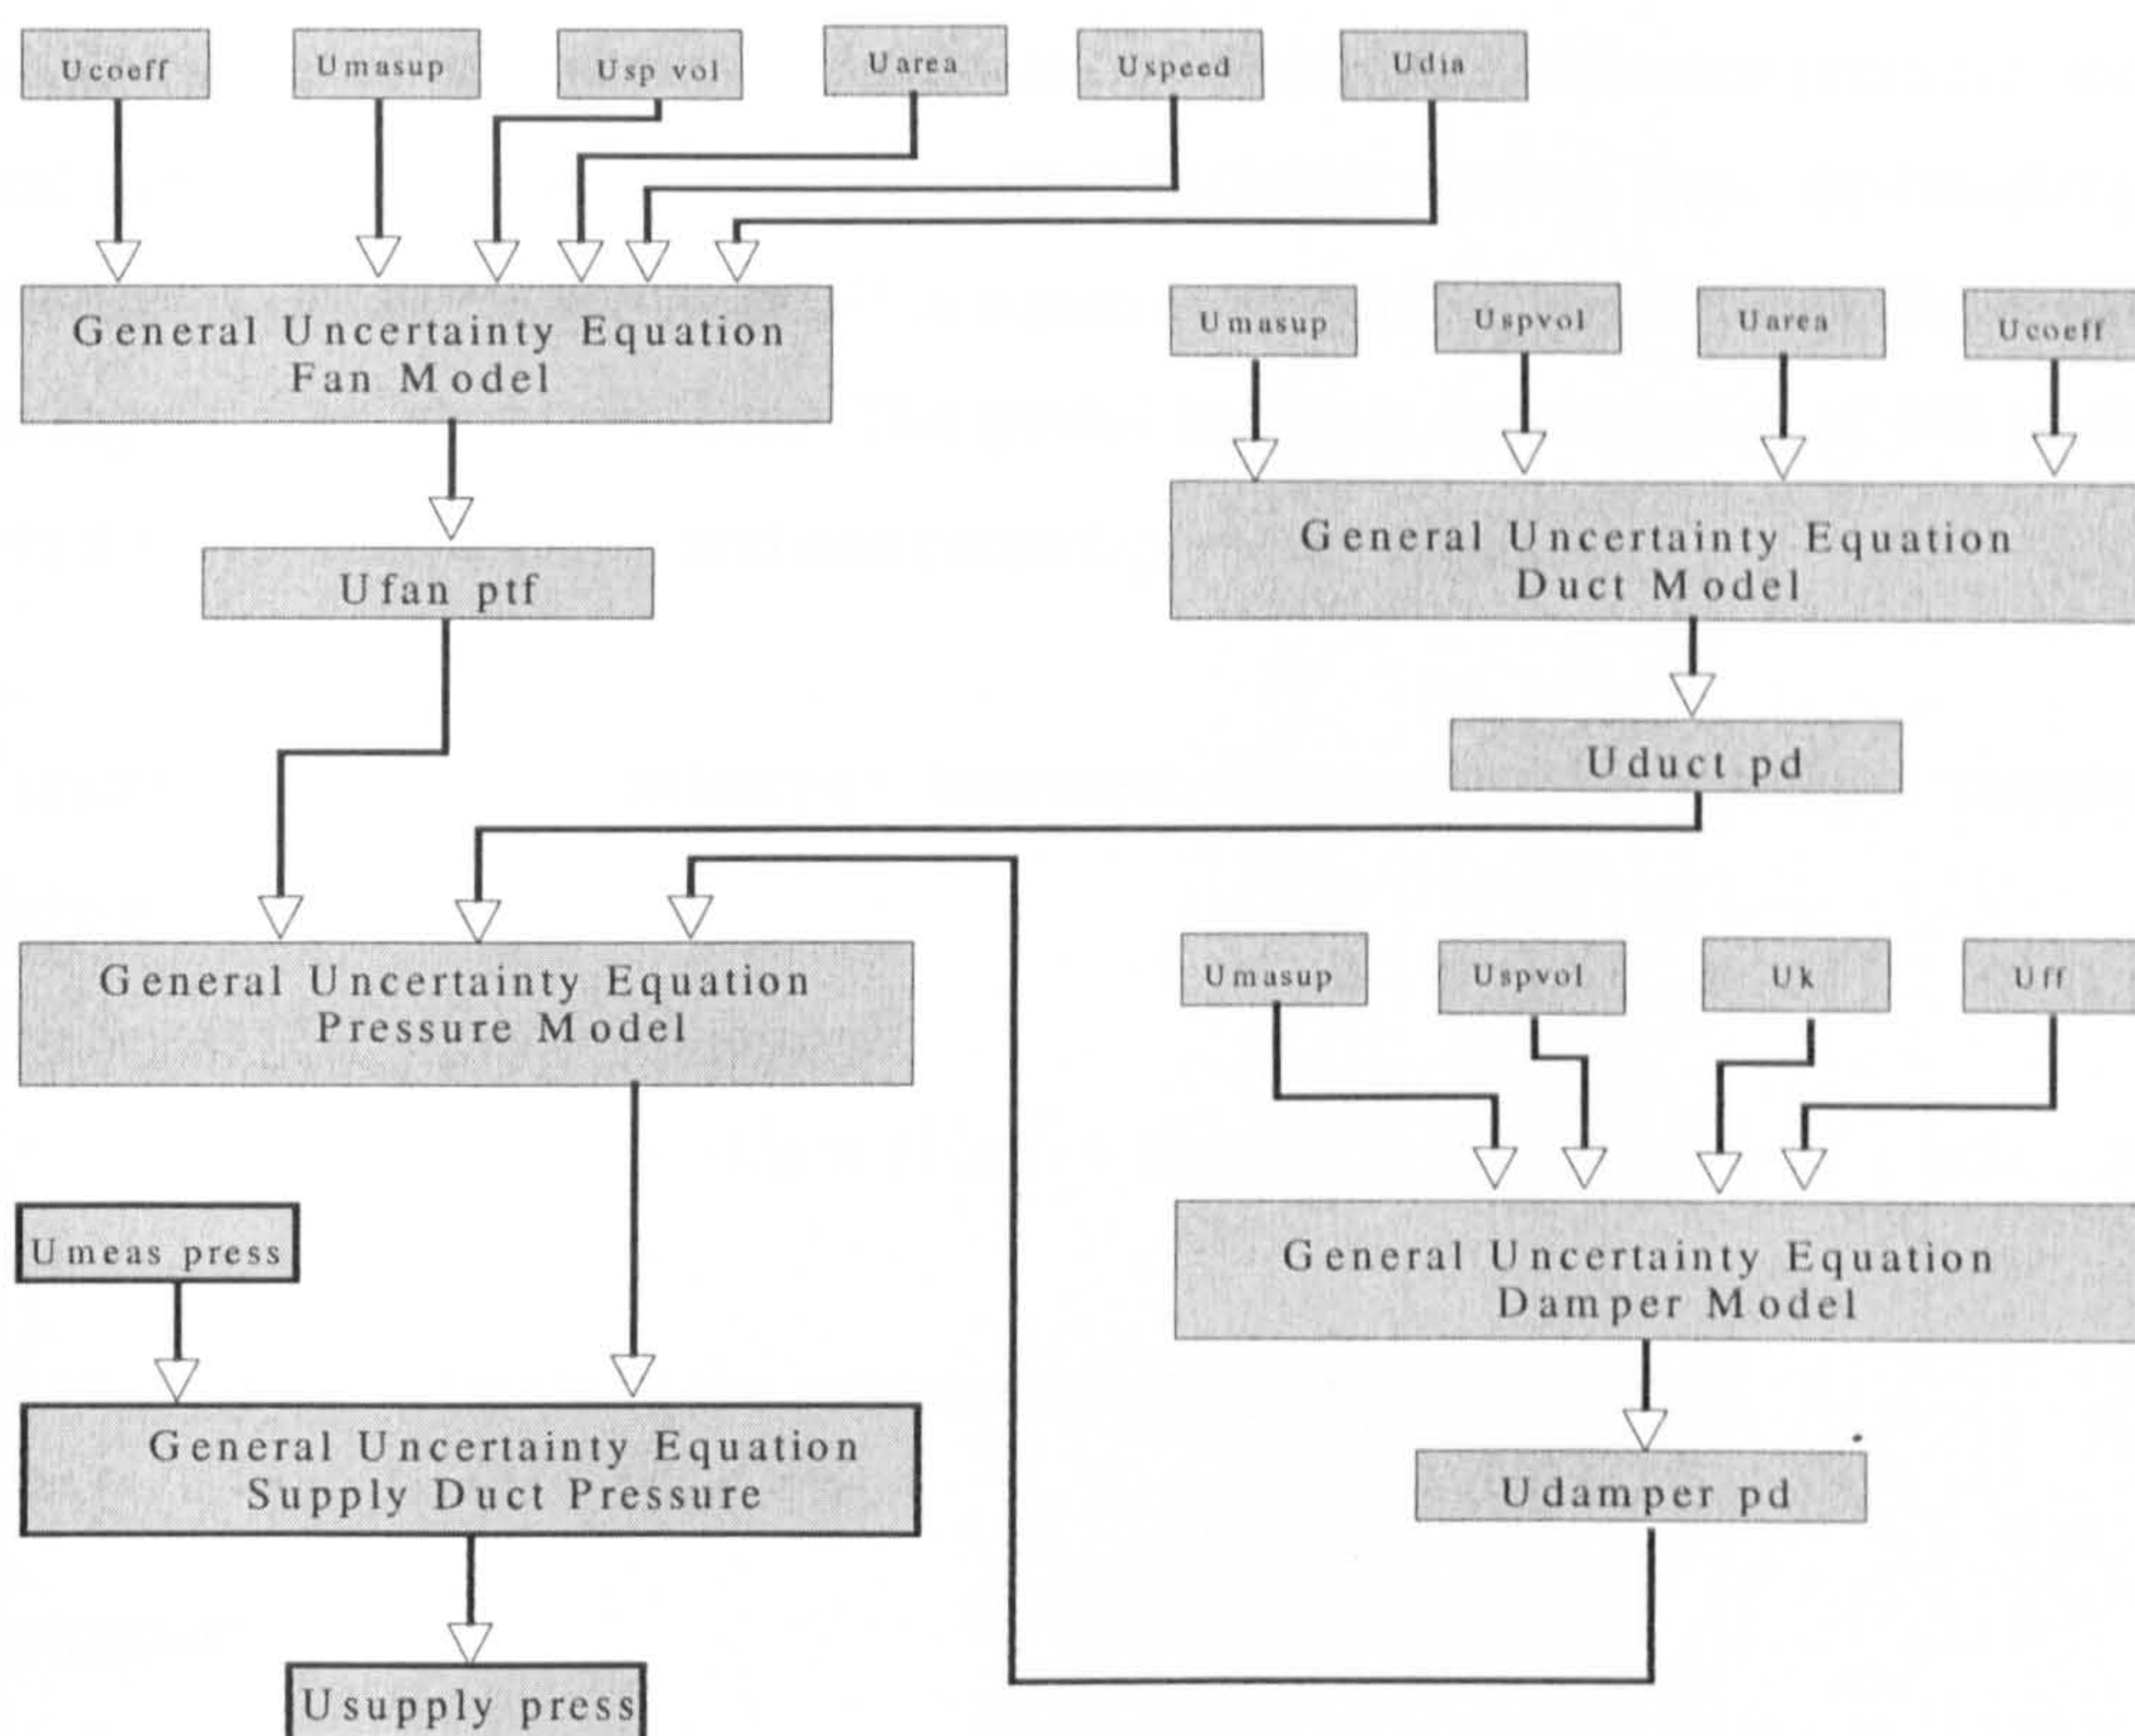 Ucoeff
Umasup
Usp vol
Uarea
Uspeed
Udia
General Uncertainty Equation
Fan Model
Umasup
Uspvol
Uarea
Ucoeff
General Uncertainty Equation
Duct Model
Ufan ptf
Uduct pd
General Uncertainty Equation
Pressure Model
Umasup
Uspvol
Uk
Uff
Umeas press
General Uncertainty Equation
Damper Model
General Uncertainty Equation
Supply Duct Pressure
Udamper pd
Usupply press